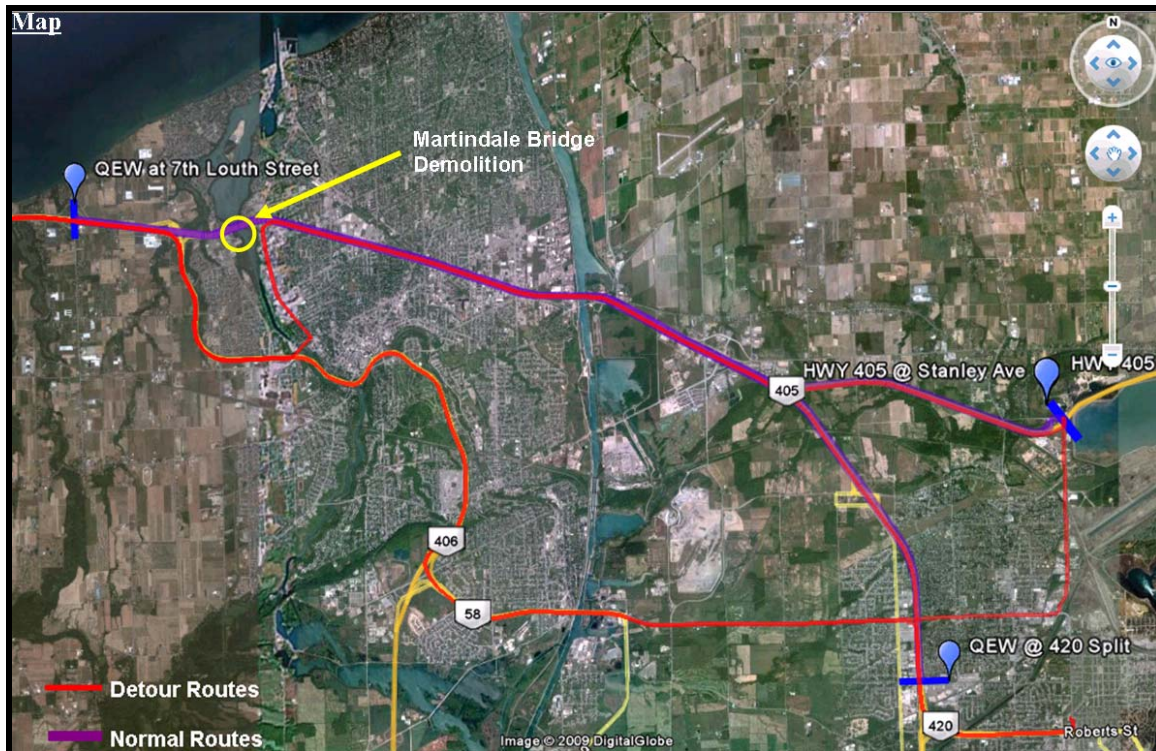 Map
N
Martindale Bridge
Demolition
QEW at 7th Louth Street
HWY 405 @ Stanley Ave
HWY 405
405
406
58
QEW @ 420 Split
420
Roberts St
Detour Routes
Normal Routes
Image © 2009 DigitalGlobe